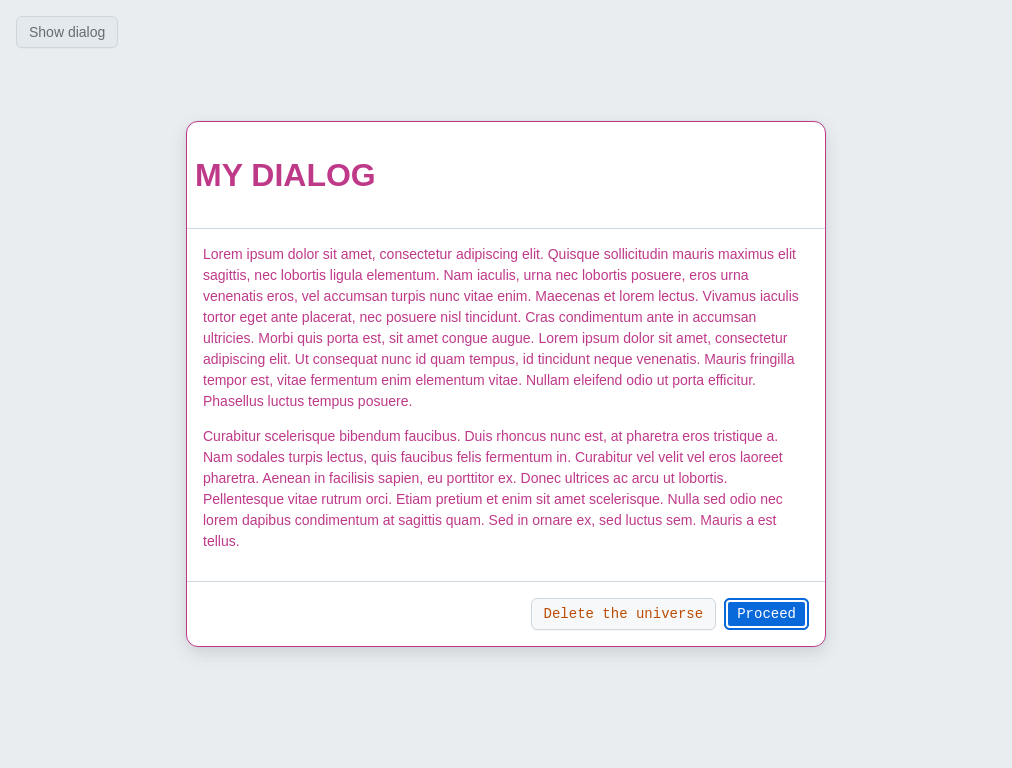 Show dialog
MY DIALOG
Lorem ipsum dolor sit amet, consectetur adipiscing elit. Quisque sollicitudin mauris maximus elit
sagittis, nec lobortis ligula elementum. Nam iaculis, urna nec lobortis posuere, eros urna
venenatis eros, vel accumsan turpis nunc vitae enim. Maecenas et lorem lectus. Vivamus iaculis
tortor eget ante placerat, nec posuere nisl tincidunt. Cras condimentum ante in accumsan
ultricies. Morbi quis porta est, sit amet congue augue. Lorem ipsum dolor sit amet, consectetur
adipiscing elit. Ut consequat nunc id quam tempus, id tincidunt neque venenatis. Mauris fringilla
tempor est, vitae fermentum enim elementum vitae. Nullam eleifend odio ut porta efficitur.
Phasellus luctus tempus posuere.
Curabitur scelerisque bibendum faucibus. Duis rhoncus nunc est, at pharetra eros tristique a.
Nam sodales turpis lectus, quis faucibus felis fermentum in. Curabitur vel velit vel eros laoreet
pharetra. Aenean in facilisis sapien, eu porttitor ex. Donec ultrices ac arcu ut lobortis.
Pellentesque vitae rutrum orci. Etiam pretium et enim sit amet scelerisque. Nulla sed odio nec
lorem dapibus condimentum at sagittis quam. Sed in ornare ex, sed luctus sem. Mauris a est
tellus.
Delete the universe Proceed